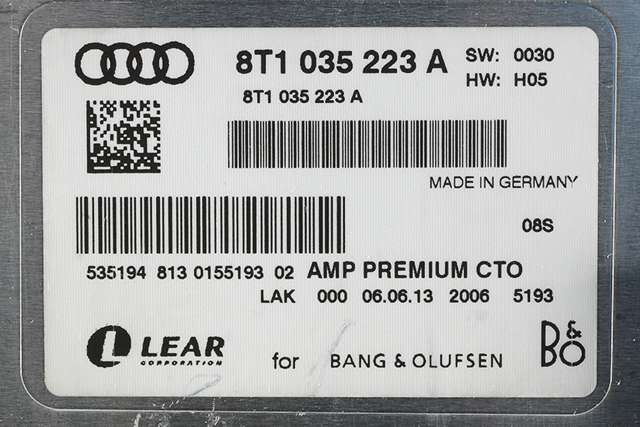 8T1 035 223 A SW: 0030
HW: H05
8T1 035 223 A
MADE IN GERMANY
08S
535194 813 0155193 02 AMP PREMIUM CTO
LAK 000 06.06.13 2006 5193
L LEAR CORPORATION for BANG & OLUFSEN B&O